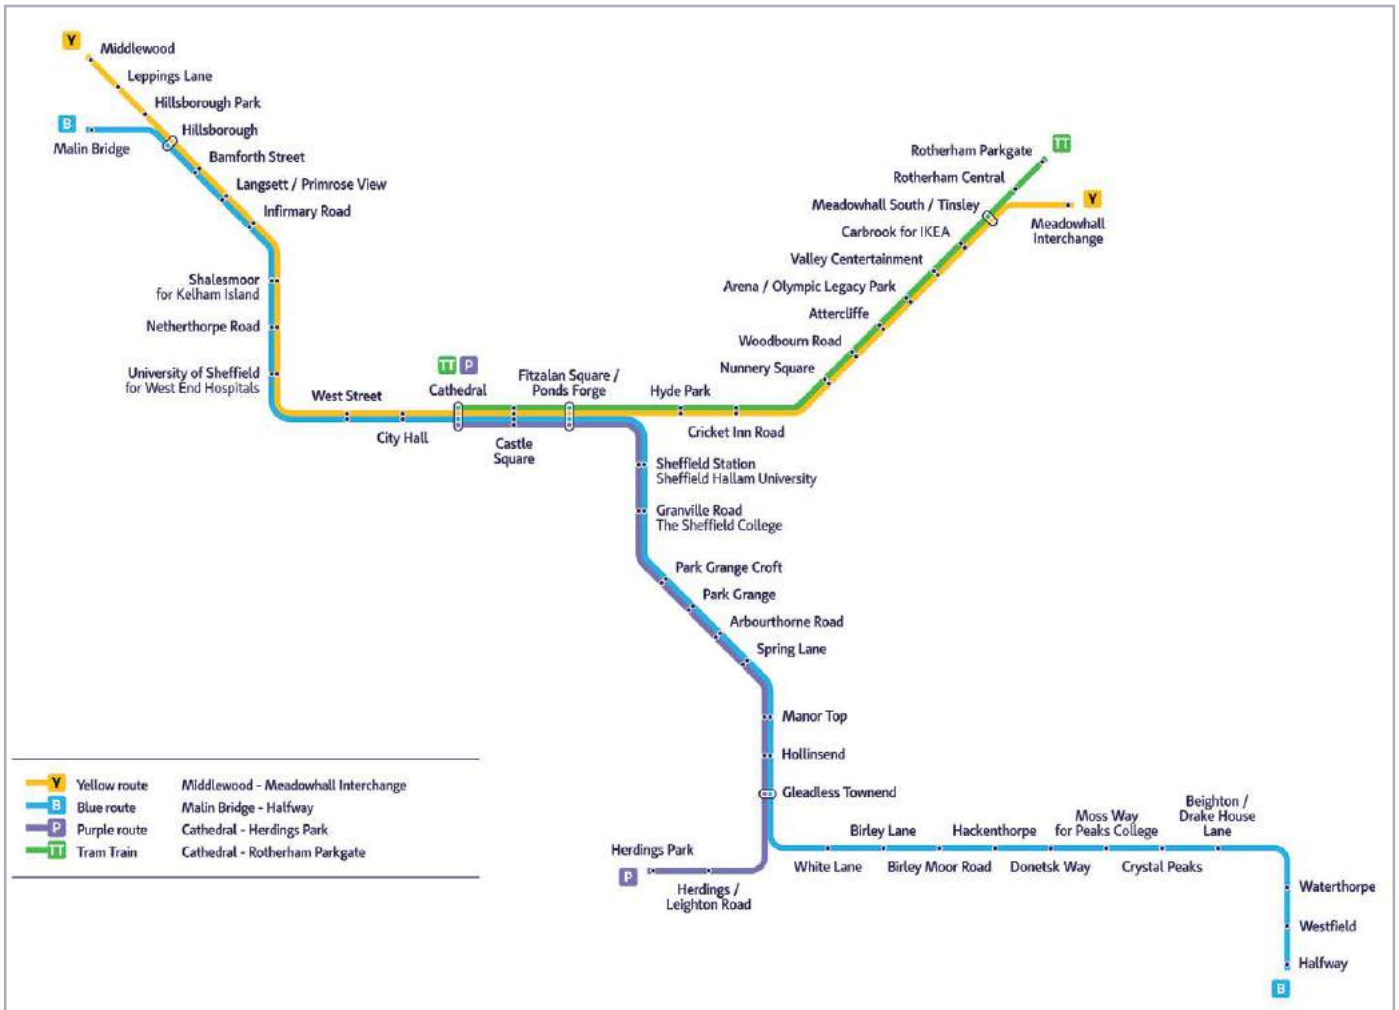 Y
Middlewood
Leppings Lane
Hillsborough Park
B
Hillsborough
Malin Bridge
Bamforth Street
Langsett / Primrose View
Infirmary Road
Shalesmoor
for Kelham Island
Netherthorpe Road
University of Sheffield
for West End Hospitals
West Street
City Hall
TT P
Cathedral
Castle
Square
Fitzalan Square /
Ponds Forge
Hyde Park
Cricket Inn Road
Nunnery Square
Woodbourn Road
Attercliffe
Arena / Olympic Legacy Park
Valley Centertainment
Carbrook for IKEA
Meadowhall South / Tinsley
Rotherham Central
Rotherham Parkgate
TT
Y
Meadowhall
Interchange
Sheffield Station
Sheffield Hallam University
Granville Road
The Sheffield College
Park Grange Croft
Park Grange
Arbourthorne Road
Spring Lane
Manor Top
Hollinsend
Gleadless Townend
Herdings Park
P
Herdings /
Leighton Road
White Lane
Birley Lane
Birley Moor Road
Hackenthorpe
Donetsk Way
Moss Way
for Peaks College
Crystal Peaks
Beighton /
Drake House
Lane
Waterthorpe
Westfield
Halfway
B
Y Yellow route Middlewood - Meadowhall Interchange
B Blue route Malin Bridge - Halfway
P Purple route Cathedral - Herdings Park
TT Tram Train Cathedral - Rotherham Parkgate